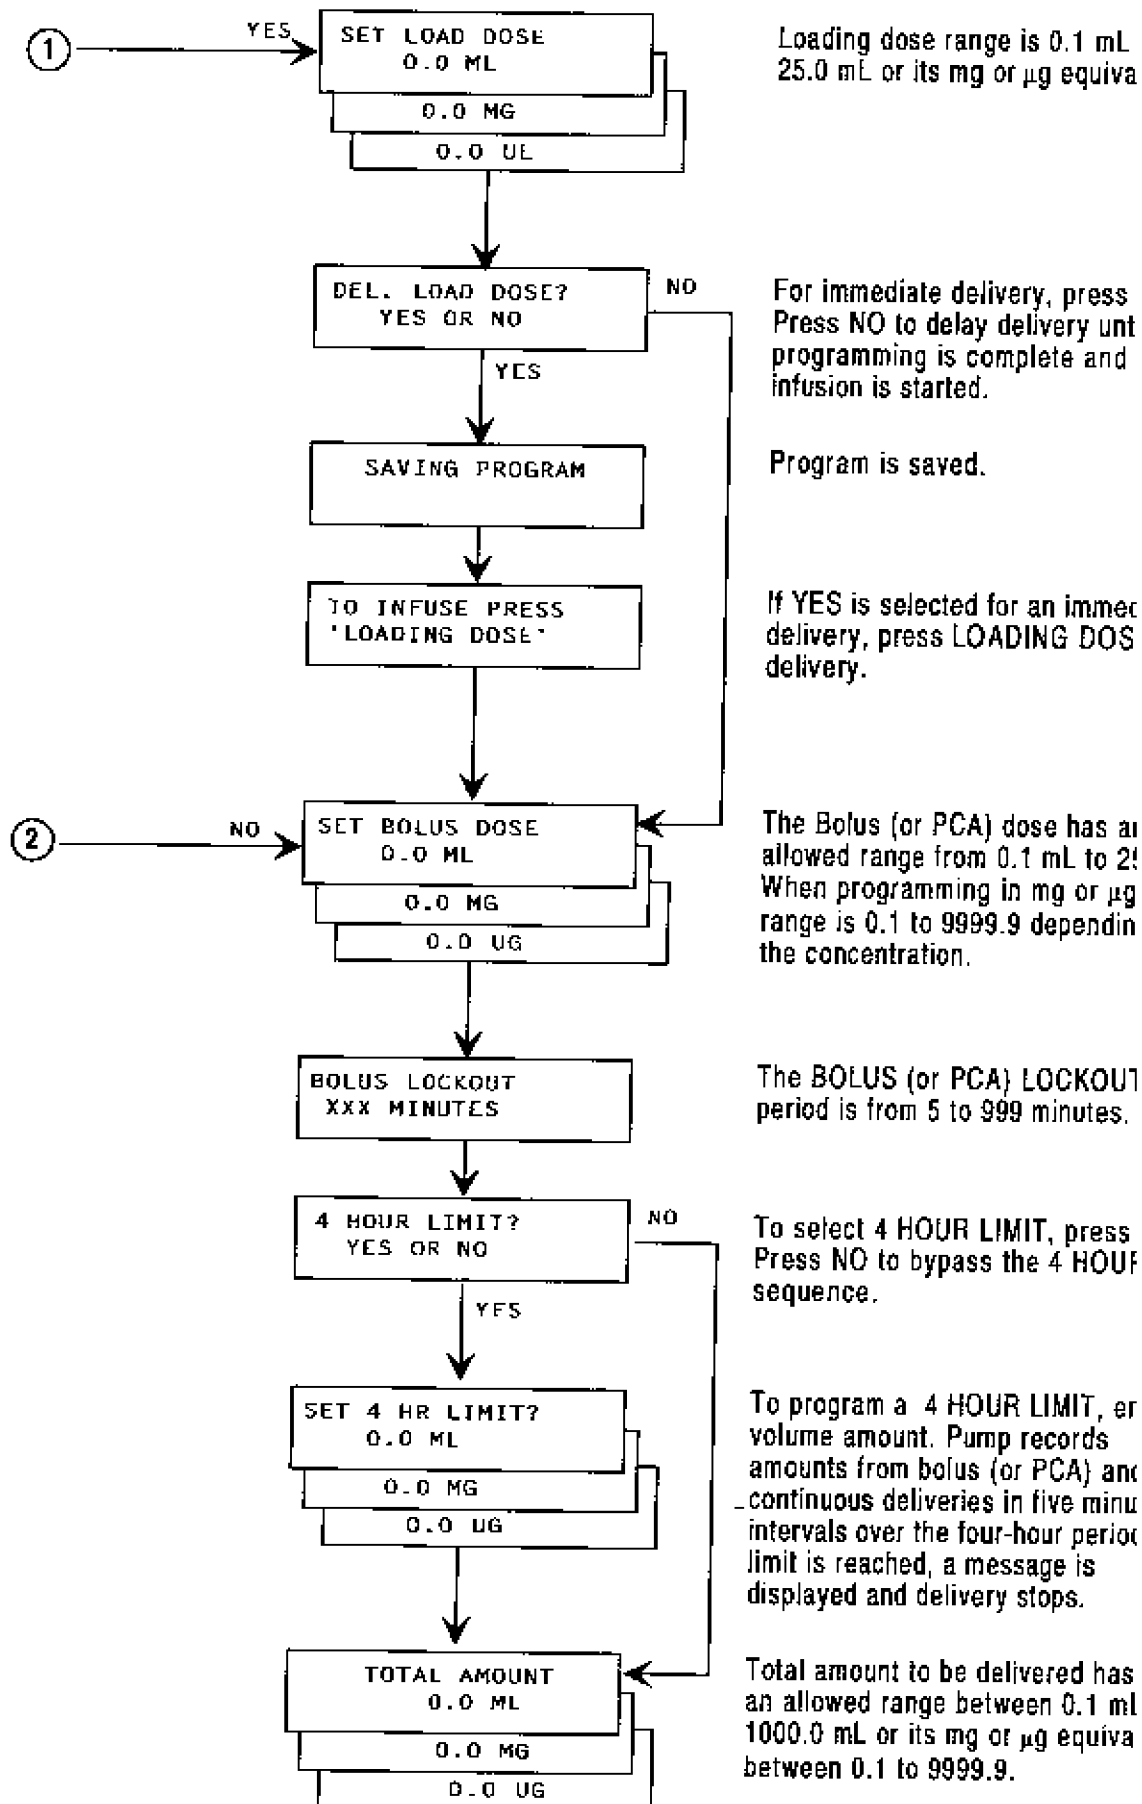 1
YES
SET LOAD DOSE
0.0 ML
0.0 MG
0.0 UL
Loading dose range is 0.1 mL
25.0 mL or its mg or µg equiva
DEL. LOAD DOSE?
YES OR NO
NO
YES
For immediate delivery, press
Press NO to delay delivery unt
programming is complete and
infusion is started.
SAVING PROGRAM
Program is saved.
TO INFUSE PRESS
'LOADING DOSE'
If YES is selected for an immed
delivery, press LOADING DOS
delivery.
2
NO
SET BOLUS DOSE
0.0 ML
0.0 MG
0.0 UG
The Bolus (or PCA) dose has an
allowed range from 0.1 mL to 25
When programming in mg or µg
range is 0.1 to 9999.9 dependin
the concentration.
BOLUS LOCKOUT
XXX MINUTES
The BOLUS (or PCA) LOCKOUT
period is from 5 to 999 minutes.
4 HOUR LIMIT?
YES OR NO
NO
YES
To select 4 HOUR LIMIT, press
Press NO to bypass the 4 HOUR
sequence.
SET 4 HR LIMIT?
0.0 ML
0.0 MG
0.0 UG
To program a 4 HOUR LIMIT, en
volume amount. Pump records
amounts from bolus (or PCA) and
continuous deliveries in five minu
intervals over the four-hour period
limit is reached, a message is
displayed and delivery stops.
TOTAL AMOUNT
0.0 ML
0.0 MG
0.0 UG
Total amount to be delivered has
an allowed range between 0.1 mL
1000.0 mL or its mg or µg equiva
between 0.1 to 9999.9.